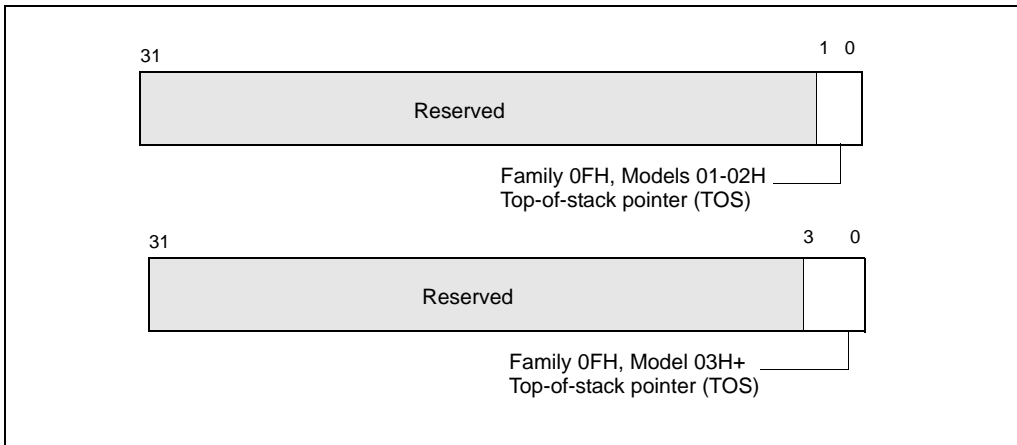 31 1 0
Reserved
Family 0FH, Models 01-02H
Top-of-stack pointer (TOS)
31 3 0
Reserved
Family 0FH, Model 03H+
Top-of-stack pointer (TOS)